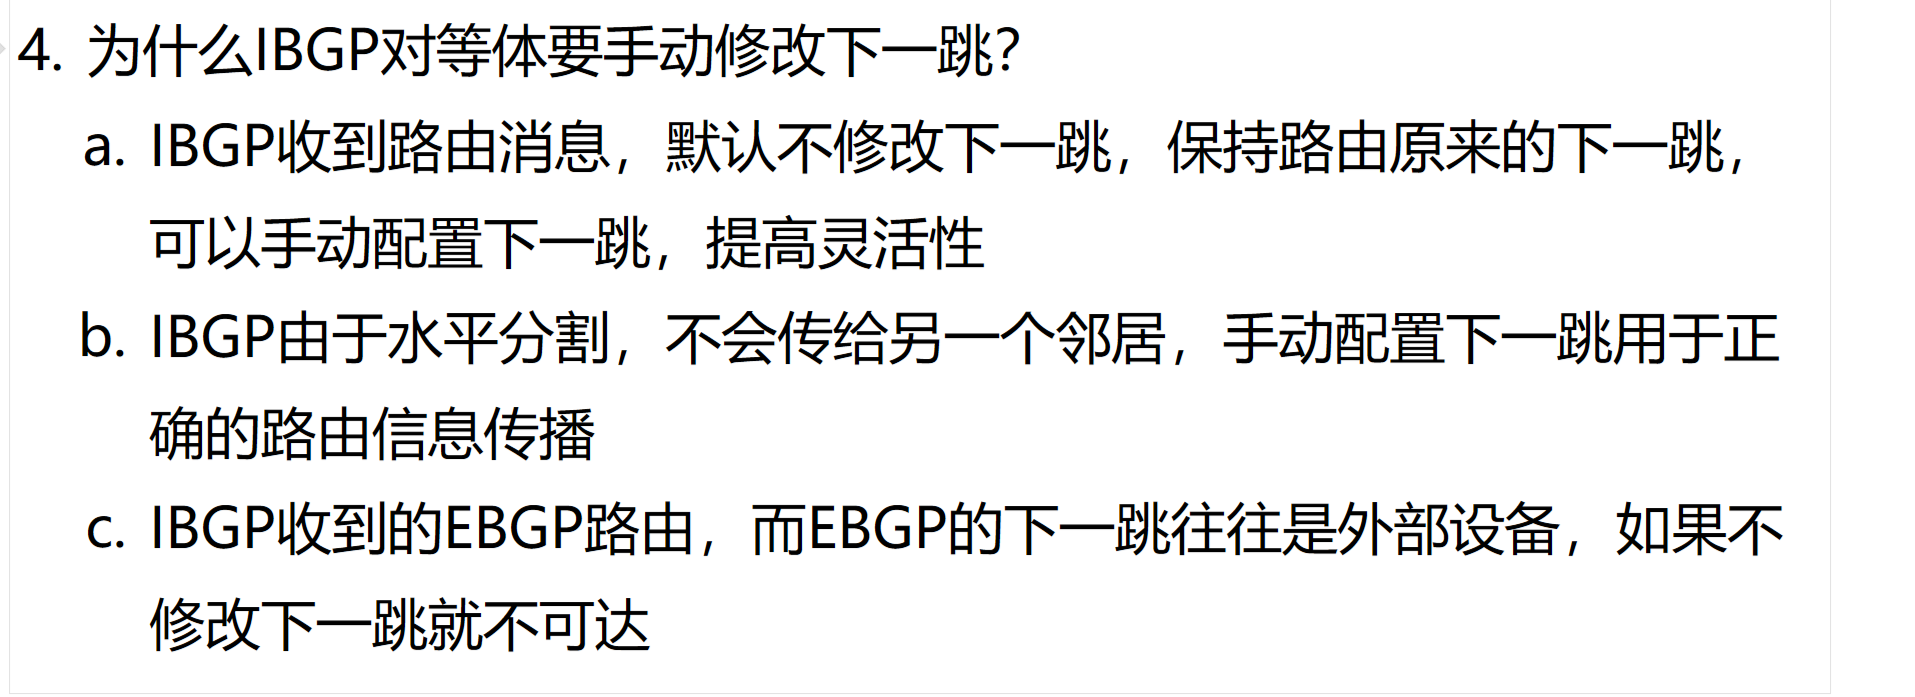 4. 为什么IBGP对等体要手动修改下一跳?
a. IBGP收到路由消息，默认不修改下一跳，保持路由原来的下一跳，
可以手动配置下一跳，提高灵活性
b. IBGP由于水平分割，不会传给另一个邻居，手动配置下一跳用于正
确的路由信息传播
c. IBGP收到的EBGP路由，而EBGP的下一跳往往是外部设备，如果不
修改下一跳就不可达